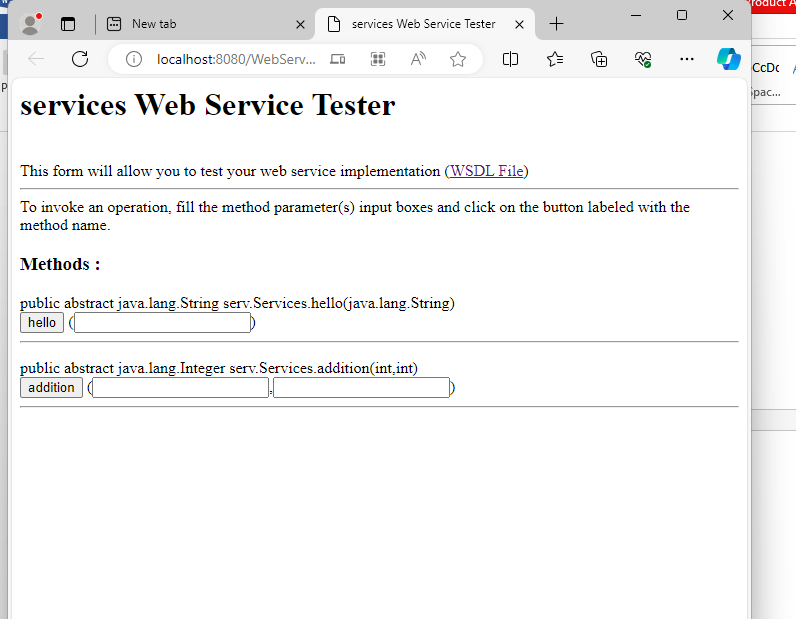 roduct A
New tab
services Web Service Tester
localhost:8080/WebServ...
CcDc
pac...
P
services Web Service Tester
This form will allow you to test your web service implementation (WSDL File)
To invoke an operation, fill the method parameter(s) input boxes and click on the button labeled with the
method name.
Methods :
public abstract java.lang.String serv.Services.hello(java.lang.String)
hello ( )
public abstract java.lang.Integer serv.Services.addition(int,int)
addition ( , )